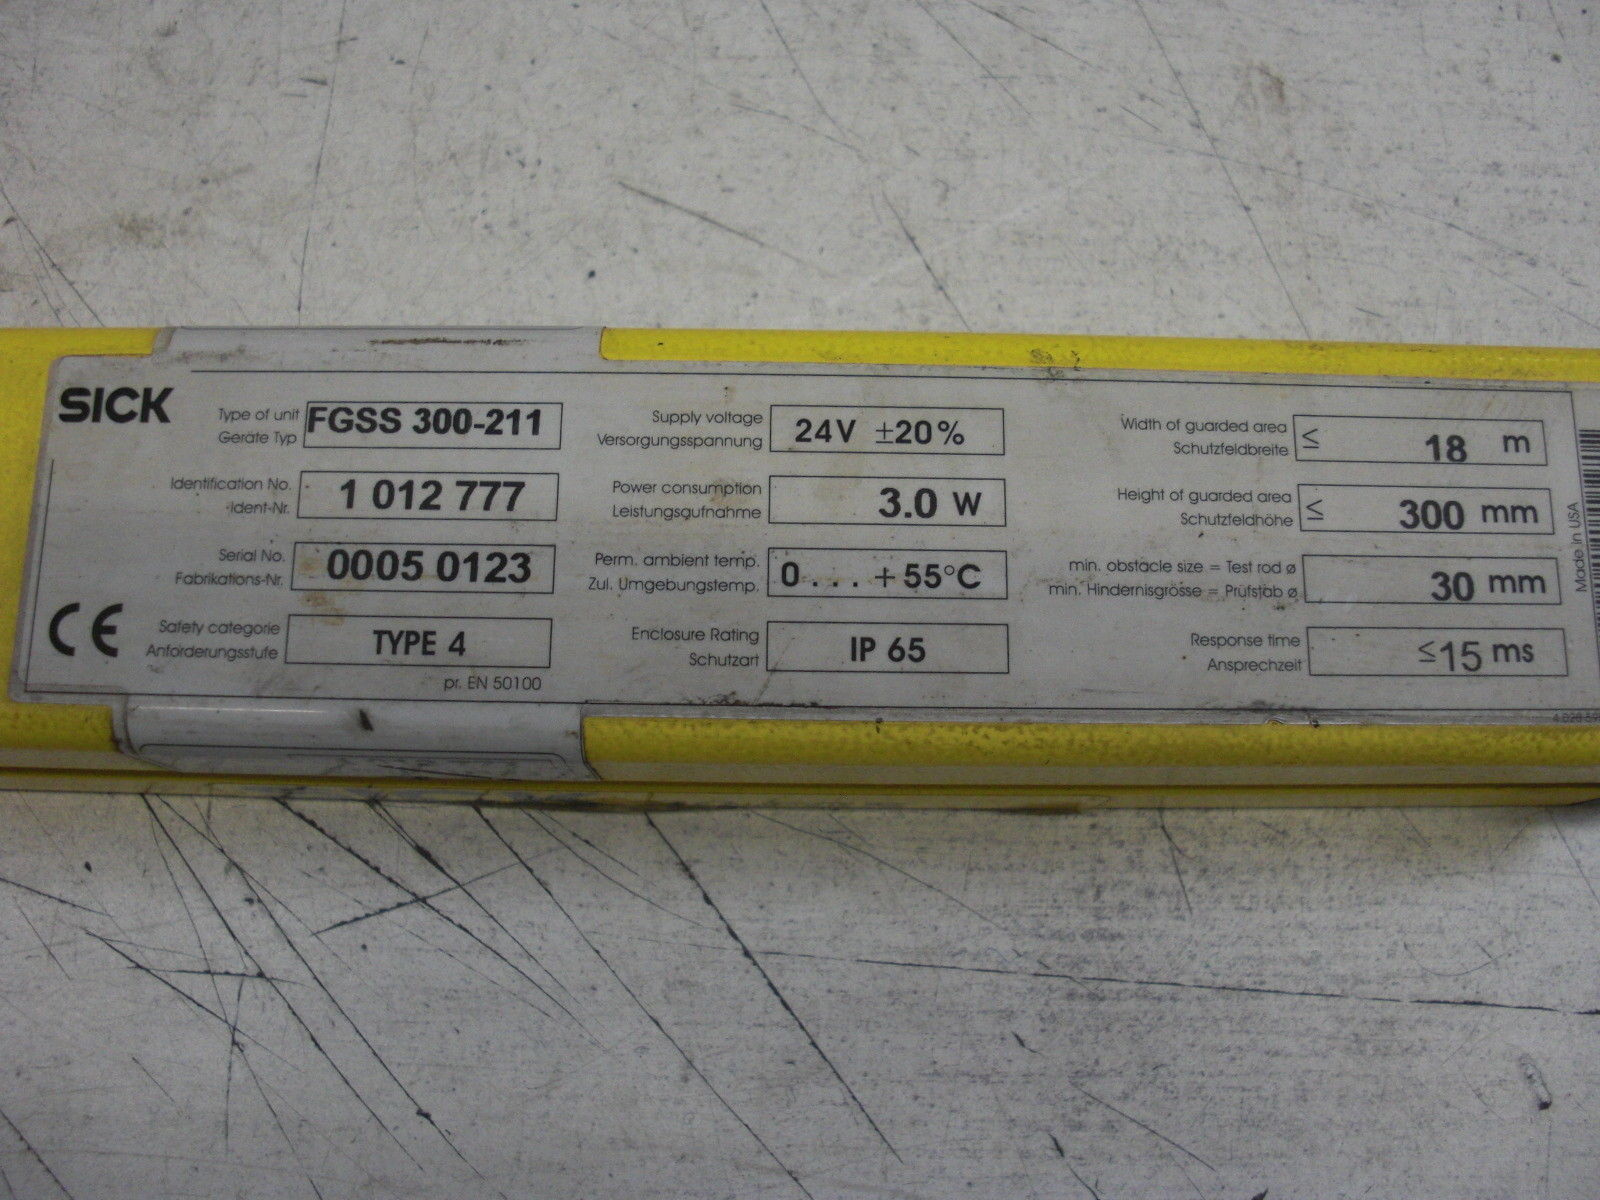 SICK
Type of unit
Geräte Typ
FGSS 300-211
Identification No.
Ident-Nr.
1 012 777
Serial No.
Fabrikations-Nr.
0005 0123
CE
Safety categorie
Anforderungsstufe
TYPE 4
pr. EN 50100
Supply voltage
Versorgungsspannung
24V ±20%
Power consumption
Leistungsaufnahme
3.0 W
Perm. ambient temp.
Zul. Umgebungstemp.
0 . . . +55°C
Enclosure Rating
Schutzart
IP 65
Width of guarded area
Schutzfeldbreite
≤ 18 m
Height of guarded area
Schutzfeldhöhe
≤ 300 mm
min. obstacle size = Test rod ø
min. Hindernisgrösse = Prüfstab ø
30 mm
Response time
Ansprechzeit
≤15 ms
Made in USA